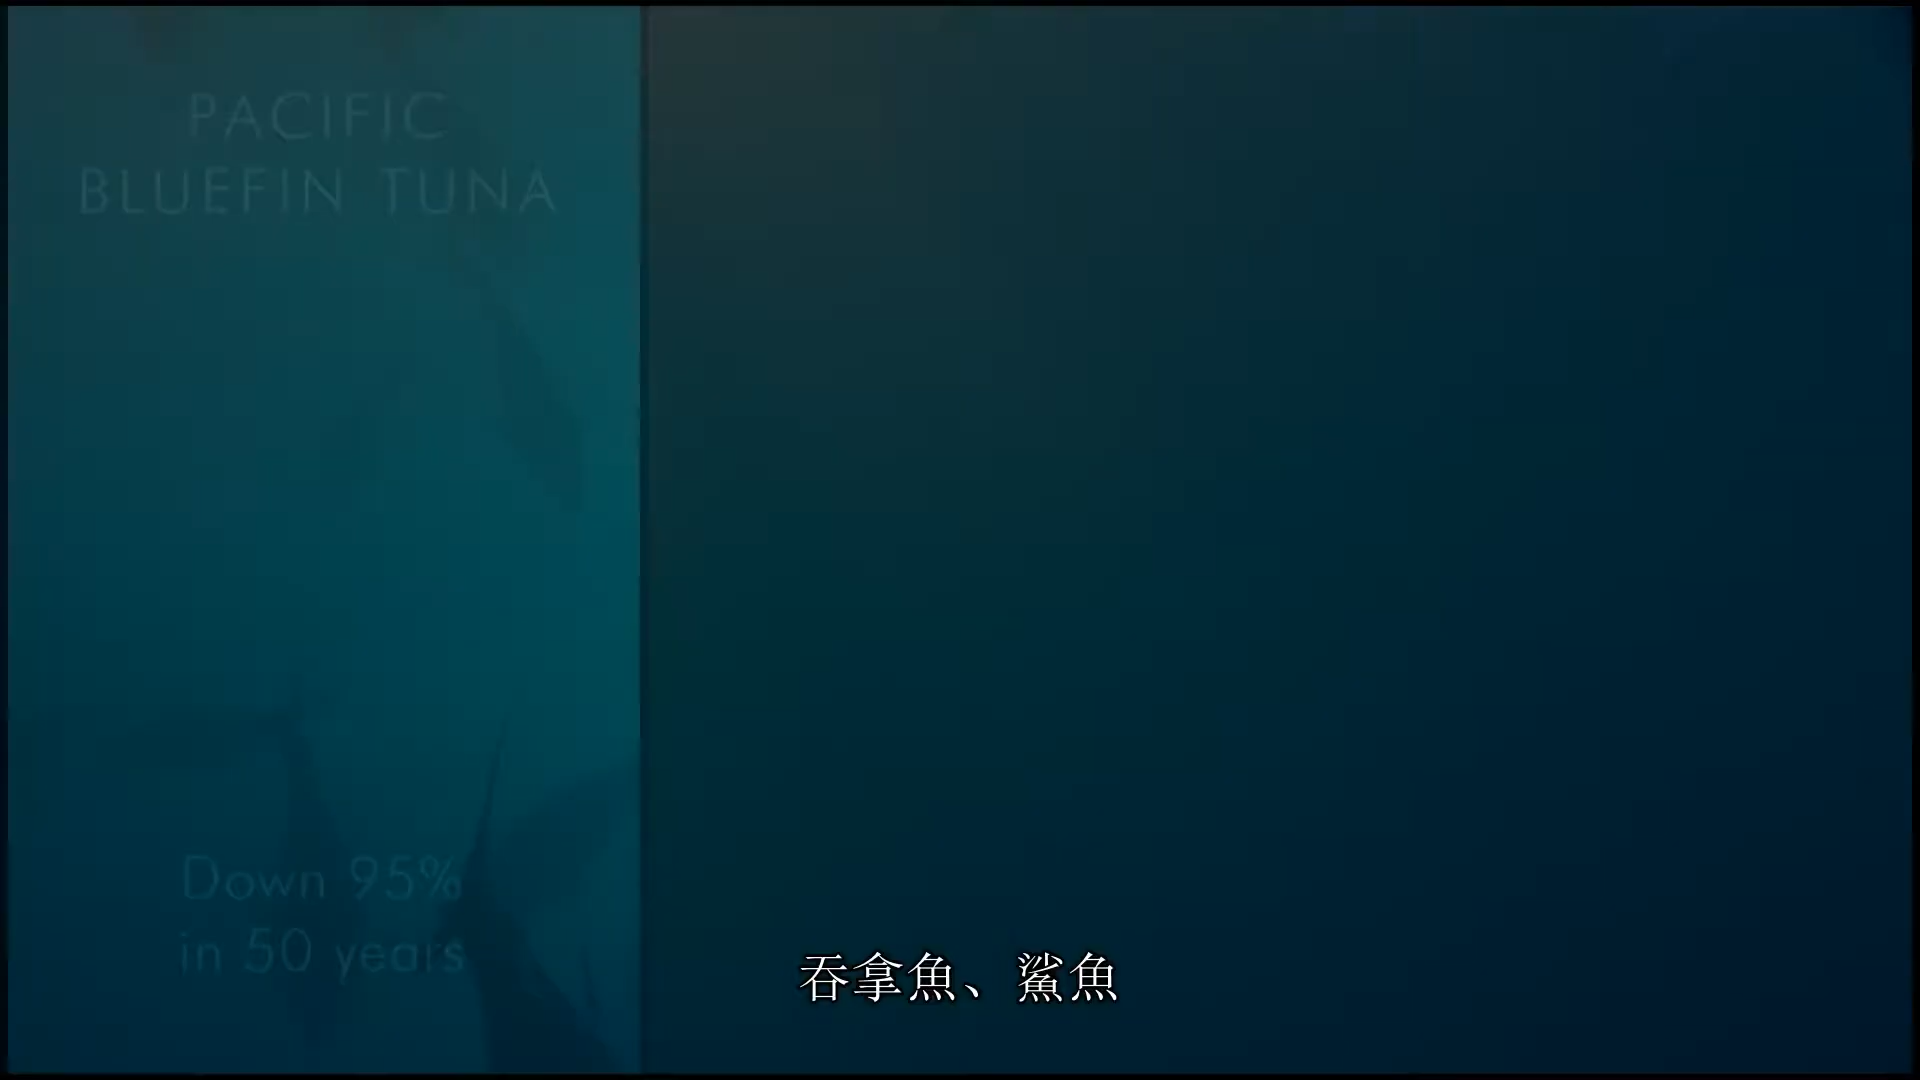 PACIFIC
BLUEFIN TUNA
Down 95%
in 50 years
吞拿魚、鯊魚